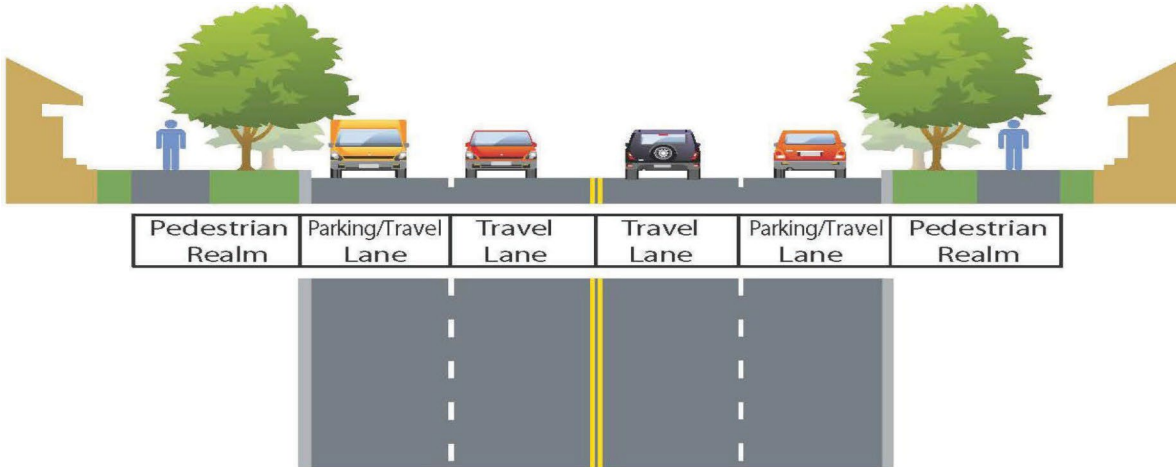 Pedestrian
Realm
Parking/Travel
Lane
Travel
Lane
Travel
Lane
Parking/Travel
Lane
Pedestrian
Realm